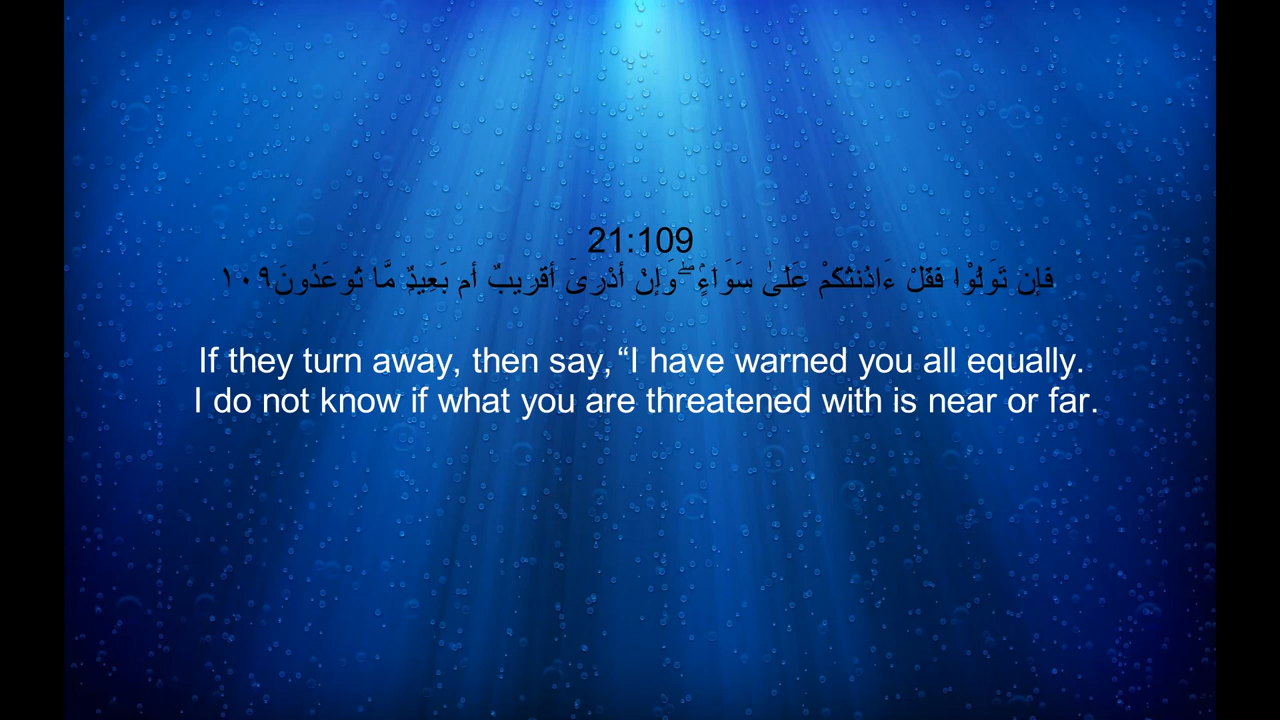 21:109
فَإِن تَوَلَّوْا۟ فَقُلْ ءَاذَنتُكُمْ عَلَىٰ سَوَآءٍۢ ۖ وَإِنْ أَدْرِىٓ أَقَرِيبٌ أَم بَعِيدٌۭ مَّا تُوعَدُونَ١٠٩
If they turn away, then say, “I have warned you all equally.
I do not know if what you are threatened with is near or far.